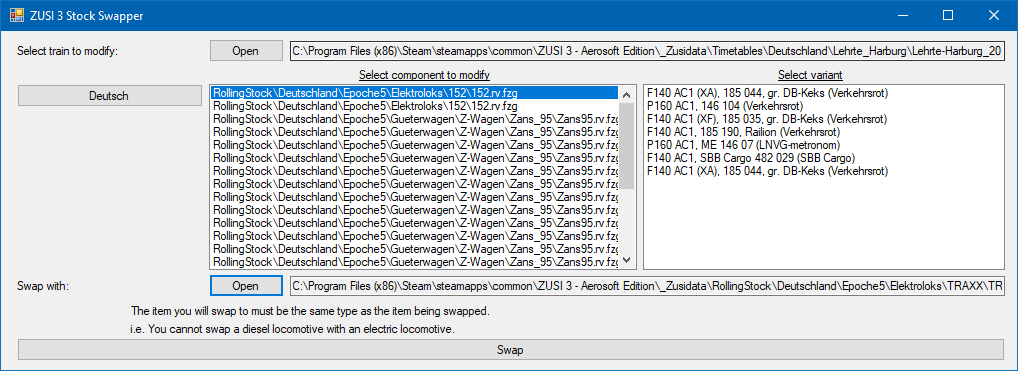 ZUSI 3 Stock Swapper
Select train to modify:
Open
C:\Program Files (x86)\Steam\steamapps\common\ZUSI 3 - Aerosoft Edition\_Zusidata\Timetables\Deutschland\Lehrte_Harburg\Lehrte-Harburg_20
Select component to modify
Select variant
Deutsch
RollingStock\Deutschland\Epoche5\Elektroloks\152\152.rv.fzg
RollingStock\Deutschland\Epoche5\Elektroloks\152\152.rv.fzg
RollingStock\Deutschland\Epoche5\Gueterwagen\Z-Wagen\Zans_95\Zans95.rv.fzg
RollingStock\Deutschland\Epoche5\Gueterwagen\Z-Wagen\Zans_95\Zans95.rv.fzg
RollingStock\Deutschland\Epoche5\Gueterwagen\Z-Wagen\Zans_95\Zans95.rv.fzg
RollingStock\Deutschland\Epoche5\Gueterwagen\Z-Wagen\Zans_95\Zans95.rv.fzg
RollingStock\Deutschland\Epoche5\Gueterwagen\Z-Wagen\Zans_95\Zans95.rv.fzg
RollingStock\Deutschland\Epoche5\Gueterwagen\Z-Wagen\Zans_95\Zans95.rv.fzg
RollingStock\Deutschland\Epoche5\Gueterwagen\Z-Wagen\Zans_95\Zans95.rv.fzg
RollingStock\Deutschland\Epoche5\Gueterwagen\Z-Wagen\Zans_95\Zans95.rv.fzg
RollingStock\Deutschland\Epoche5\Gueterwagen\Z-Wagen\Zans_95\Zans95.rv.fzg
RollingStock\Deutschland\Epoche5\Gueterwagen\Z-Wagen\Zans_95\Zans95.rv.fzg
RollingStock\Deutschland\Epoche5\Gueterwagen\Z-Wagen\Zans_95\Zans95.rv.fzg
RollingStock\Deutschland\Epoche5\Gueterwagen\Z-Wagen\Zans_95\Zans95.rv.fzg
F140 AC1 (XA), 185 044, gr. DB-Keks (Verkehrsrot)
P160 AC1, 146 104 (Verkehrsrot)
F140 AC1 (XF), 185 035, gr. DB-Keks (Verkehrsrot)
F140 AC1, 185 190, Railion (Verkehrsrot)
P160 AC1, ME 146 07 (LNVG-metronom)
F140 AC1, SBB Cargo 482 029 (SBB Cargo)
F140 AC1 (XA), 185 044, gr. DB-Keks (Verkehrsrot)
Swap with:
Open
C:\Program Files (x86)\Steam\steamapps\common\ZUSI 3 - Aerosoft Edition\_Zusidata\RollingStock\Deutschland\Epoche5\Elektroloks\TRAXX\TR
The item you will swap to must be the same type as the item being swapped.
i.e. You cannot swap a diesel locomotive with an electric locomotive.
Swap